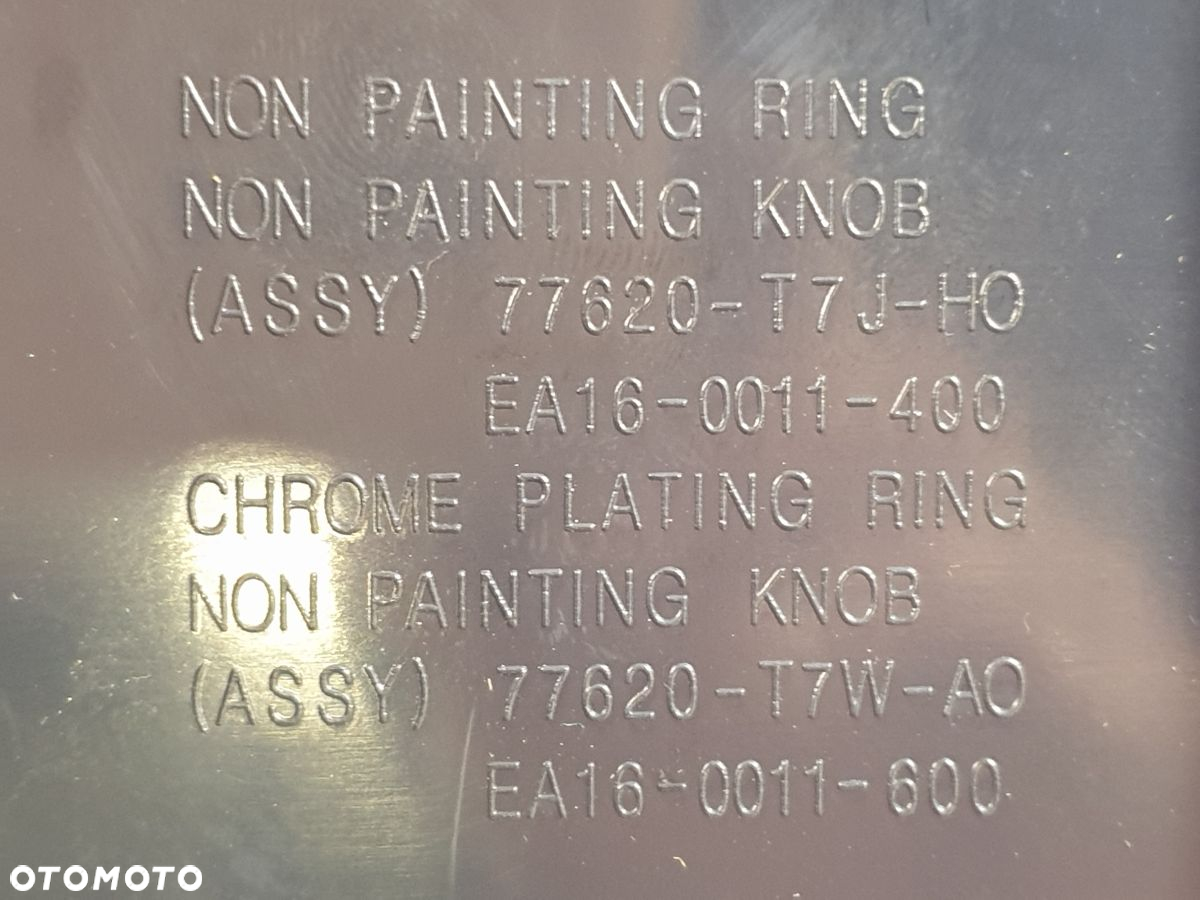 NON PAINTING RING
NON PAINTING KNOB
(ASSY) 77620-T7J-H0
EA16-0011-400
CHROME PLATING RING
NON PAINTING KNOB
(ASSY) 77620-T7W-A0
EA16-0011-600
OTOMOTO